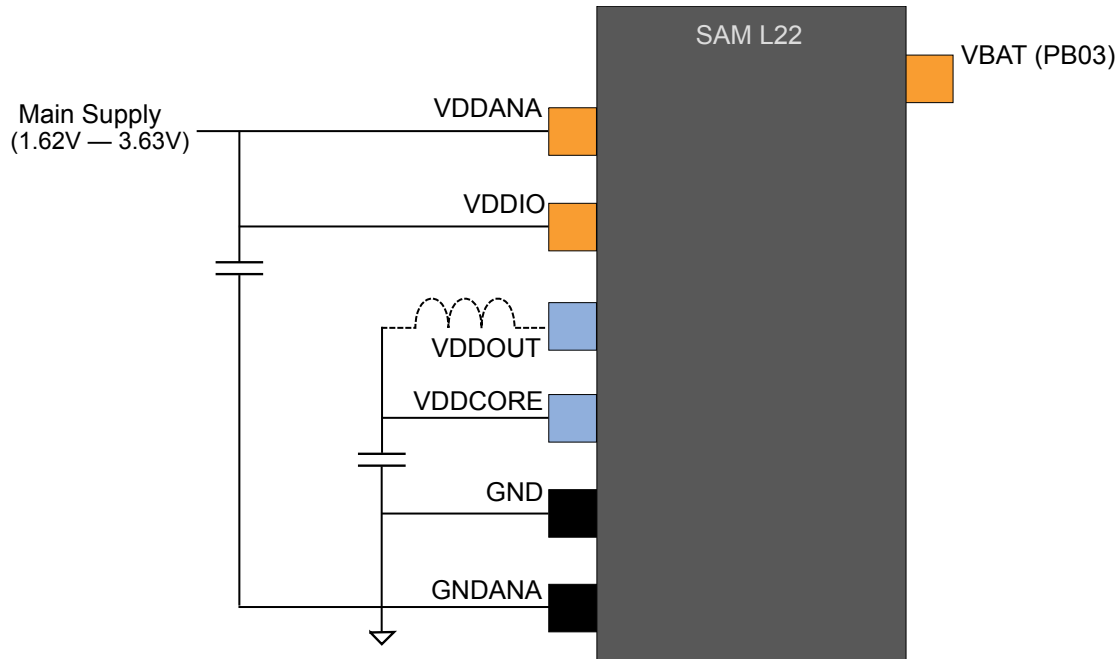 SAM L22
VBAT (PB03)
VDDANA
Main Supply
(1.62V — 3.63V)
VDDIO
VDDOUT
VDDCORE
GND
GNDANA